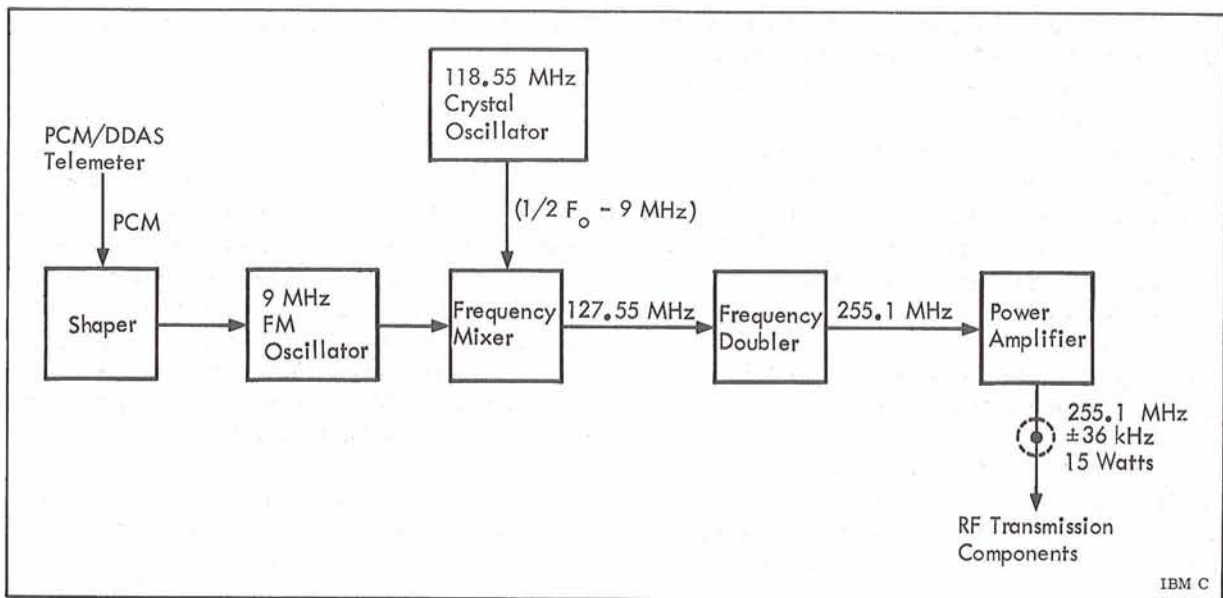 118.55 MHz
Crystal
Oscillator
PCM/DDAS
Telemeter
PCM
(1/2 Fo - 9 MHz)
Shaper
9 MHz
FM
Oscillator
Frequency
Mixer
127.55 MHz
Frequency
Doubler
255.1 MHz
Power
Amplifier
255.1 MHz
±36 kHz
15 Watts
RF Transmission
Components
IBM C